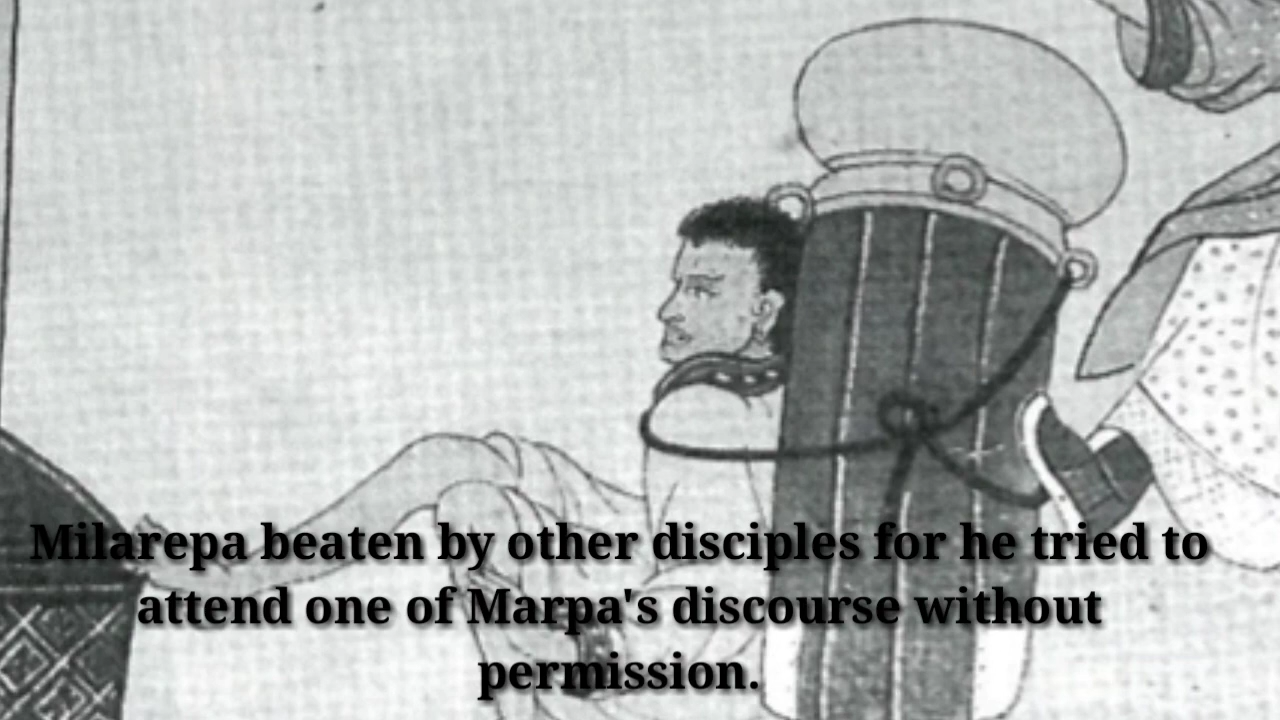 Milarepa beaten by other disciples for he tried to
attend one of Marpa's discourse without
permission.